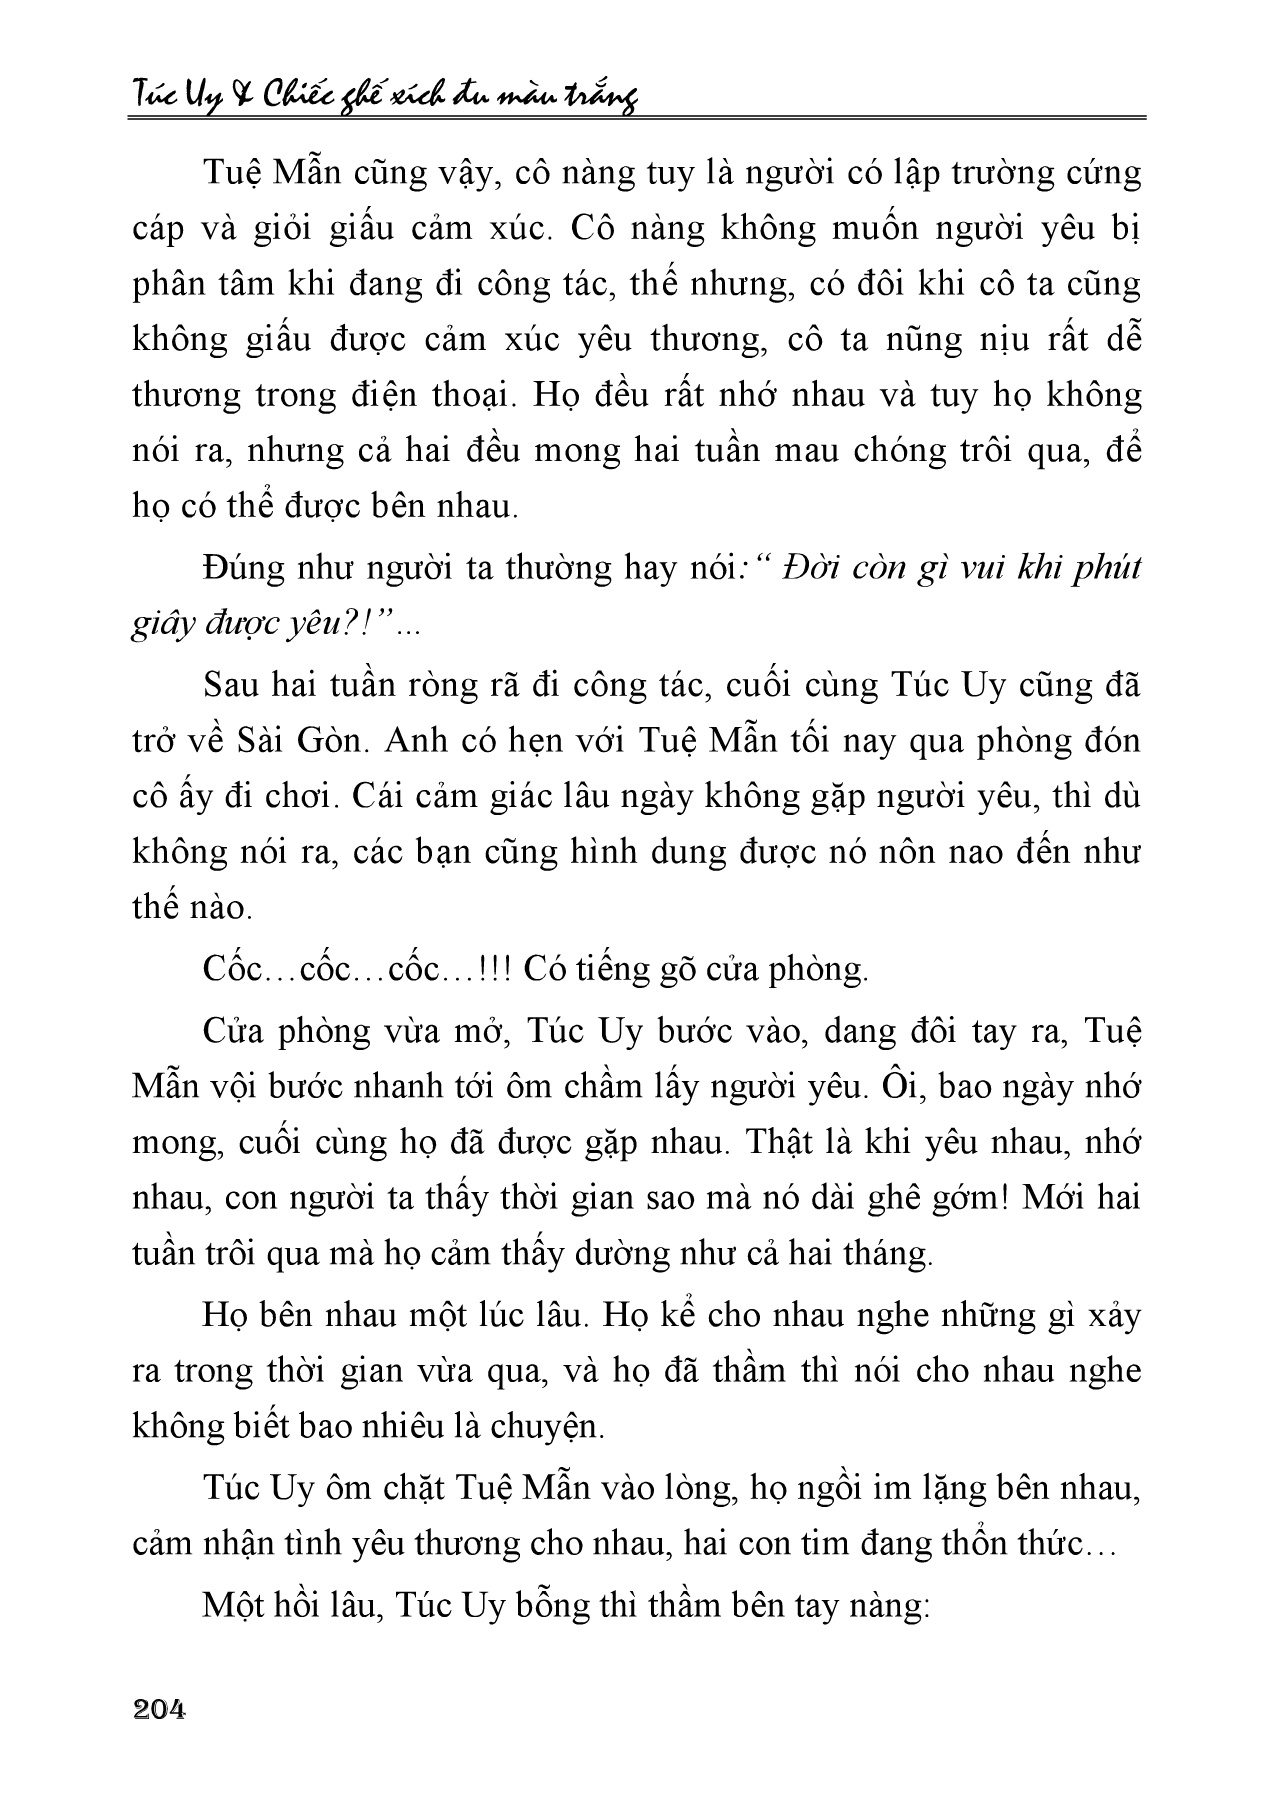 Túc Uy & Chiếc ghế xích đu màu trắng
Tuệ Mẫn cũng vậy, cô nàng tuy là người có lập trường cứng
cáp và giỏi giấu cảm xúc. Cô nàng không muốn người yêu bị
phân tâm khi đang đi công tác, thế nhưng, có đôi khi cô ta cũng
không giấu được cảm xúc yêu thương, cô ta nũng nịu rất dễ
thương trong điện thoại. Họ đều rất nhớ nhau và tuy họ không
nói ra, nhưng cả hai đều mong hai tuần mau chóng trôi qua, để
họ có thể được bên nhau.
Đúng như người ta thường hay nói:“ Đời còn gì vui khi phút
giây được yêu?!”...
Sau hai tuần ròng rã đi công tác, cuối cùng Túc Uy cũng đã
trở về Sài Gòn. Anh có hẹn với Tuệ Mẫn tối nay qua phòng đón
cô ấy đi chơi. Cái cảm giác lâu ngày không gặp người yêu, thì dù
không nói ra, các bạn cũng hình dung được nó nôn nao đến như
thế nào.
Cốc…cốc…cốc…!!! Có tiếng gõ cửa phòng.
Cửa phòng vừa mở, Túc Uy bước vào, dang đôi tay ra, Tuệ
Mẫn vội bước nhanh tới ôm chầm lấy người yêu. Ôi, bao ngày nhớ
mong, cuối cùng họ đã được gặp nhau. Thật là khi yêu nhau, nhớ
nhau, con người ta thấy thời gian sao mà nó dài ghê gớm! Mới hai
tuần trôi qua mà họ cảm thấy dường như cả hai tháng.
Họ bên nhau một lúc lâu. Họ kể cho nhau nghe những gì xảy
ra trong thời gian vừa qua, và họ đã thầm thì nói cho nhau nghe
không biết bao nhiêu là chuyện.
Túc Uy ôm chặt Tuệ Mẫn vào lòng, họ ngồi im lặng bên nhau,
cảm nhận tình yêu thương cho nhau, hai con tim đang thổn thức…
Một hồi lâu, Túc Uy bỗng thì thầm bên tay nàng:
204